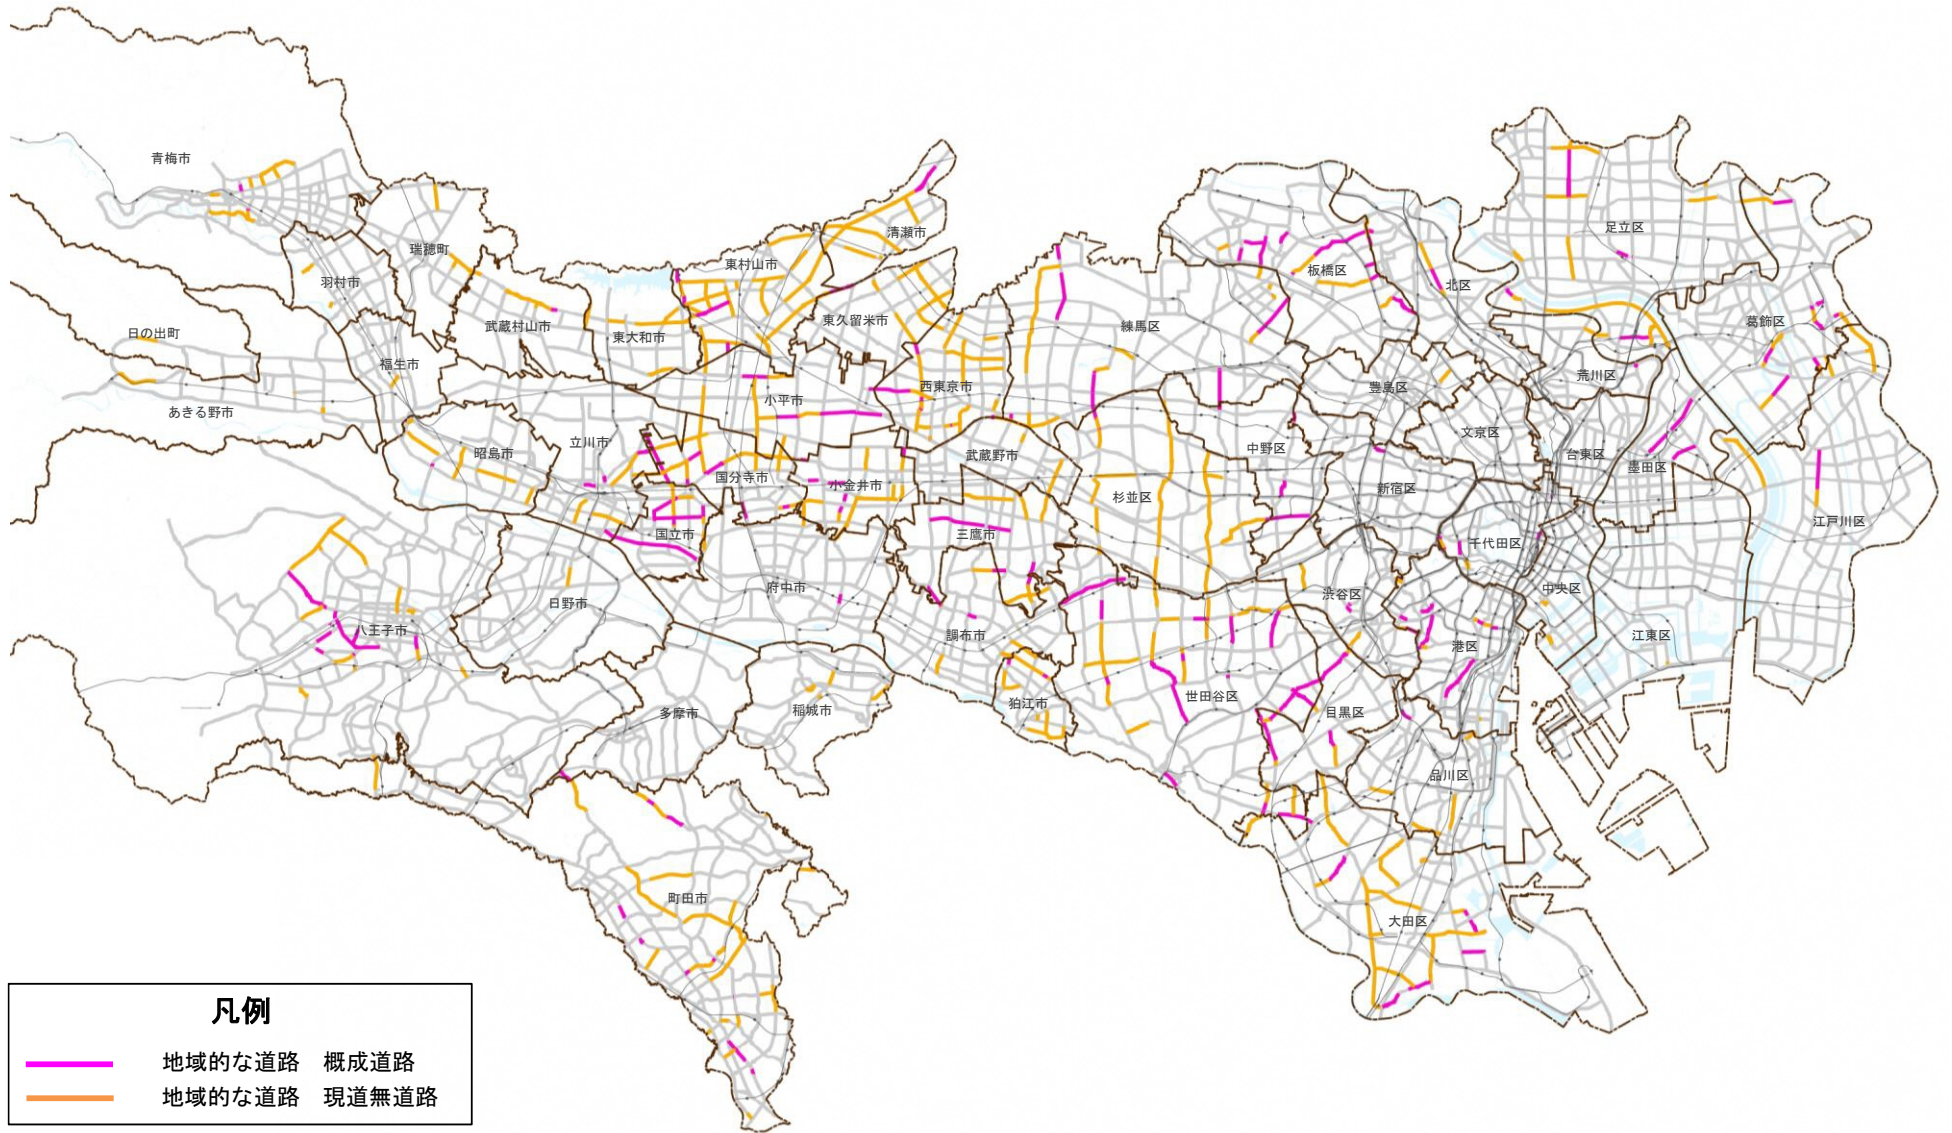 青梅市
瑞穂町
羽村市
日の出町
福生市
あきる野市
武蔵村山市
東大和市
東村山市
清瀬市
東久留米市
西東京市
小平市
立川市
昭島市
国分寺市
小金井市
武蔵野市
国立市
三鷹市
府中市
日野市
八王子市
調布市
狛江市
稲城市
多摩市
町田市
練馬区
板橋区
北区
足立区
葛飾区
荒川区
豊島区
文京区
台東区
墨田区
中野区
杉並区
新宿区
千代田区
江戸川区
渋谷区
中央区
江東区
港区
世田谷区
目黒区
品川区
大田区
凡例
地域的な道路　概成道路
地域的な道路　現道無道路